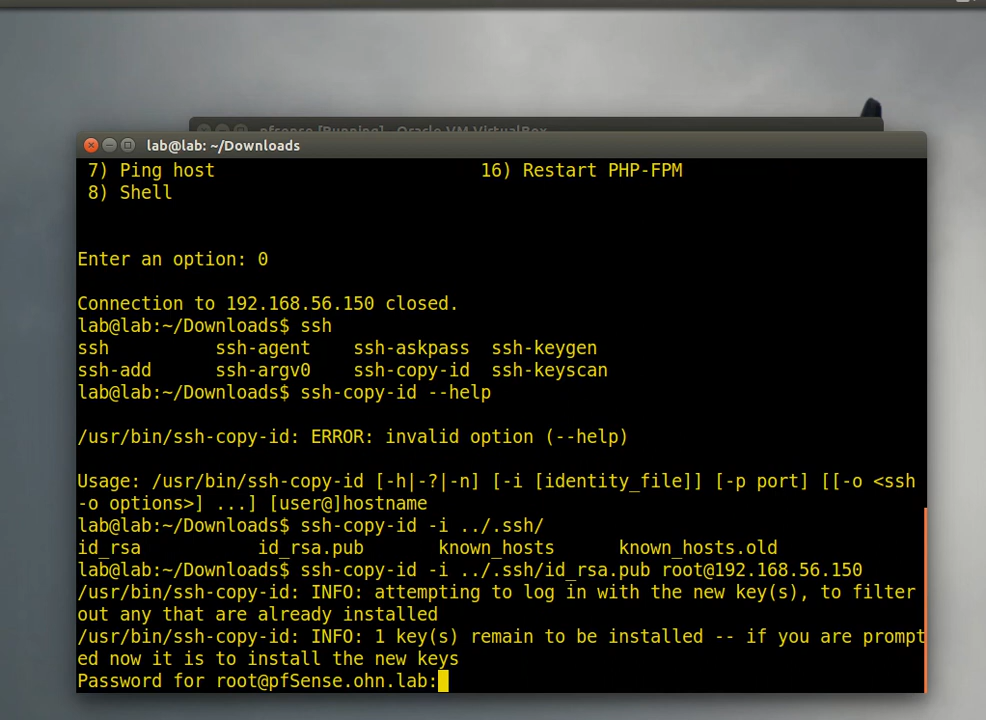 pfsense [Running] - Oracle VM VirtualBox
lab@lab: ~/Downloads
7) Ping host 16) Restart PHP-FPM
8) Shell
Enter an option: 0
Connection to 192.168.56.150 closed.
lab@lab:~/Downloads$ ssh
ssh ssh-agent ssh-askpass ssh-keygen
ssh-add ssh-argv0 ssh-copy-id ssh-keyscan
lab@lab:~/Downloads$ ssh-copy-id --help
/usr/bin/ssh-copy-id: ERROR: invalid option (--help)
Usage: /usr/bin/ssh-copy-id [-h|-?|-n] [-i [identity_file]] [-p port] [[-o <ssh
-o options>] ...] [user@]hostname
lab@lab:~/Downloads$ ssh-copy-id -i ../.ssh/
id_rsa id_rsa.pub known_hosts known_hosts.old
lab@lab:~/Downloads$ ssh-copy-id -i ../.ssh/id_rsa.pub root@192.168.56.150
/usr/bin/ssh-copy-id: INFO: attempting to log in with the new key(s), to filter
out any that are already installed
/usr/bin/ssh-copy-id: INFO: 1 key(s) remain to be installed -- if you are prompt
ed now it is to install the new keys
Password for root@pfSense.ohn.lab: